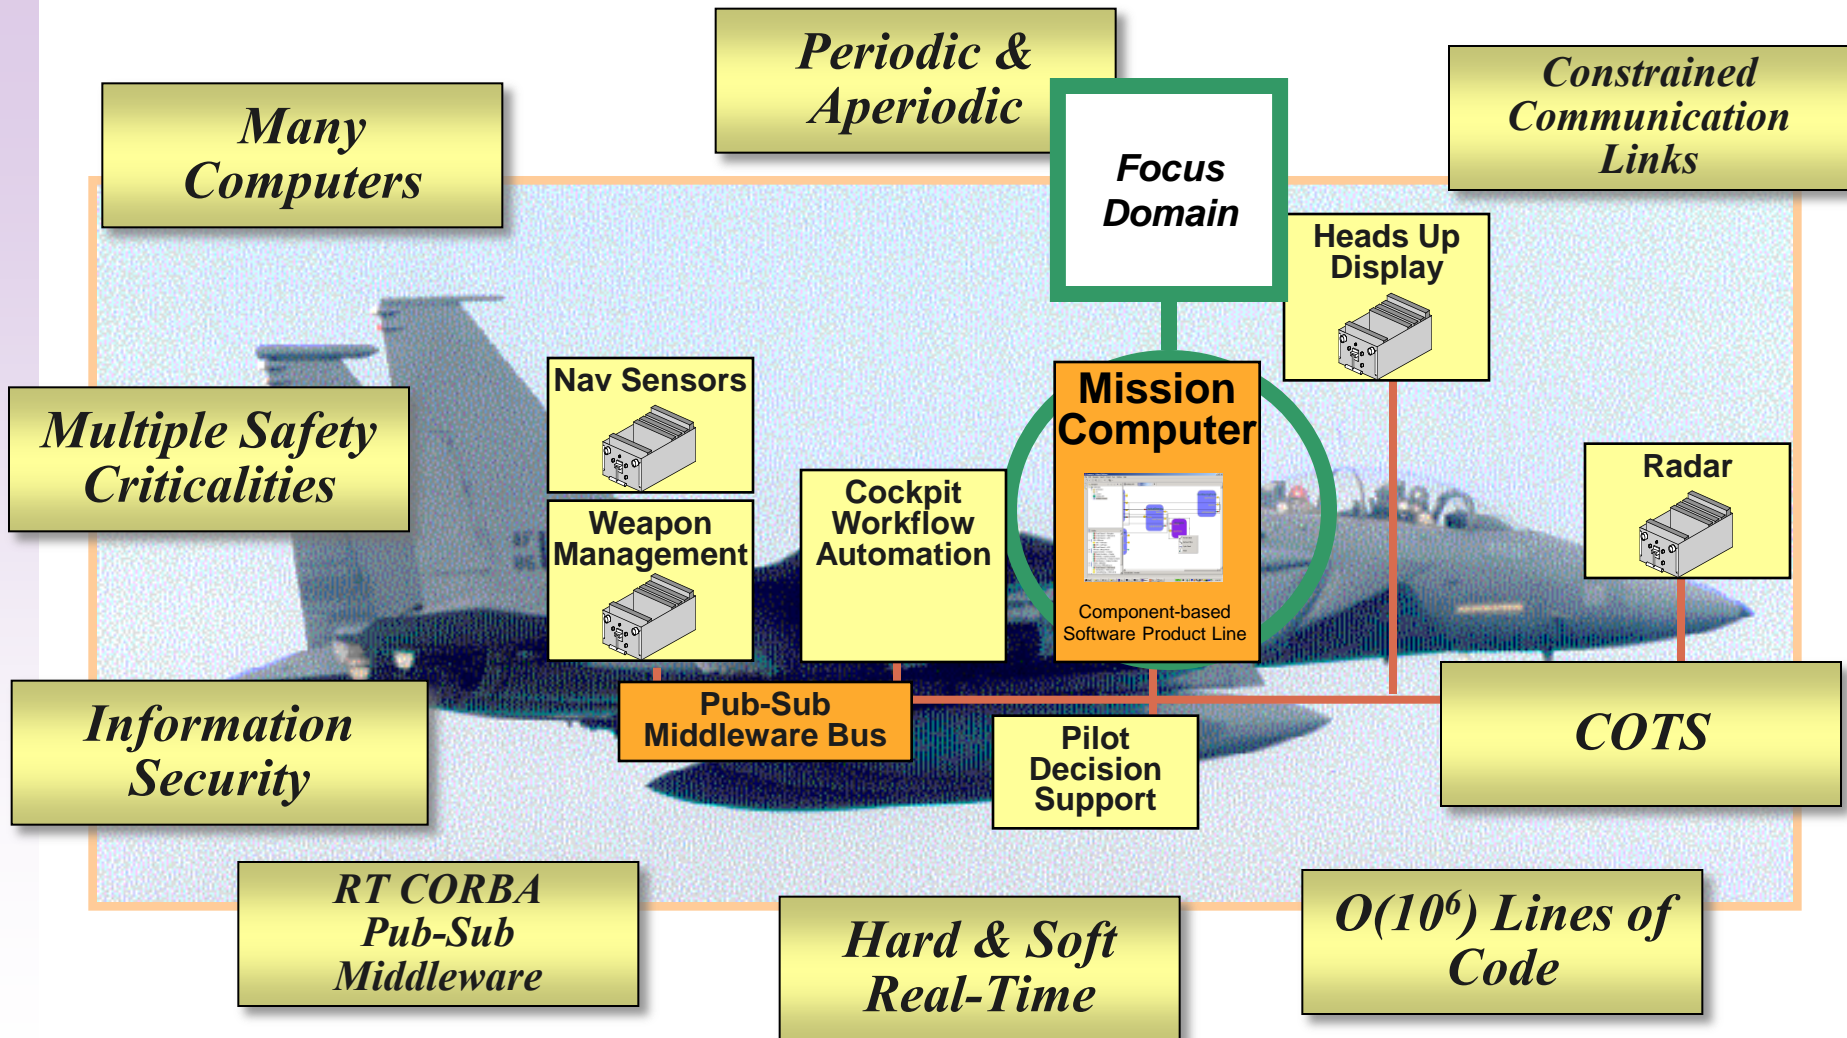 Periodic &
Aperiodic
Constrained
Communication
Links
Many
Computers
Focus
Domain
Heads Up
Display
Nav Sensors
Mission
Computer
Multiple Safety
Criticalities
Radar
Cockpit
Workflow
Automation
Weapon
Management
Component-based
Software Product Line
Information
Security
Pub-Sub
Middleware Bus
Pilot
Decision
Support
COTS
RT CORBA
Pub-Sub
Middleware
Hard & Soft
Real-Time
O(10⁶) Lines of
Code